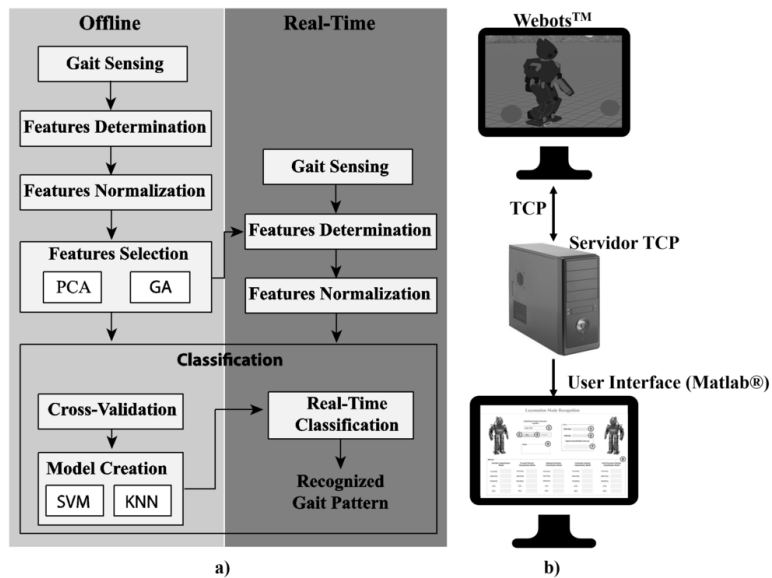 Offline
Real-Time
Gait Sensing
Features Determination
Features Normalization
Features Selection
PCA
GA
Gait Sensing
Features Determination
Features Normalization
Classification
Cross-Validation
Model Creation
SVM
KNN
Real-Time
Classification
Recognized
Gait Pattern
a)
Webots™
TCP
Servidor TCP
User Interface (Matlab®)
Locomotion Mode Recognition
b)